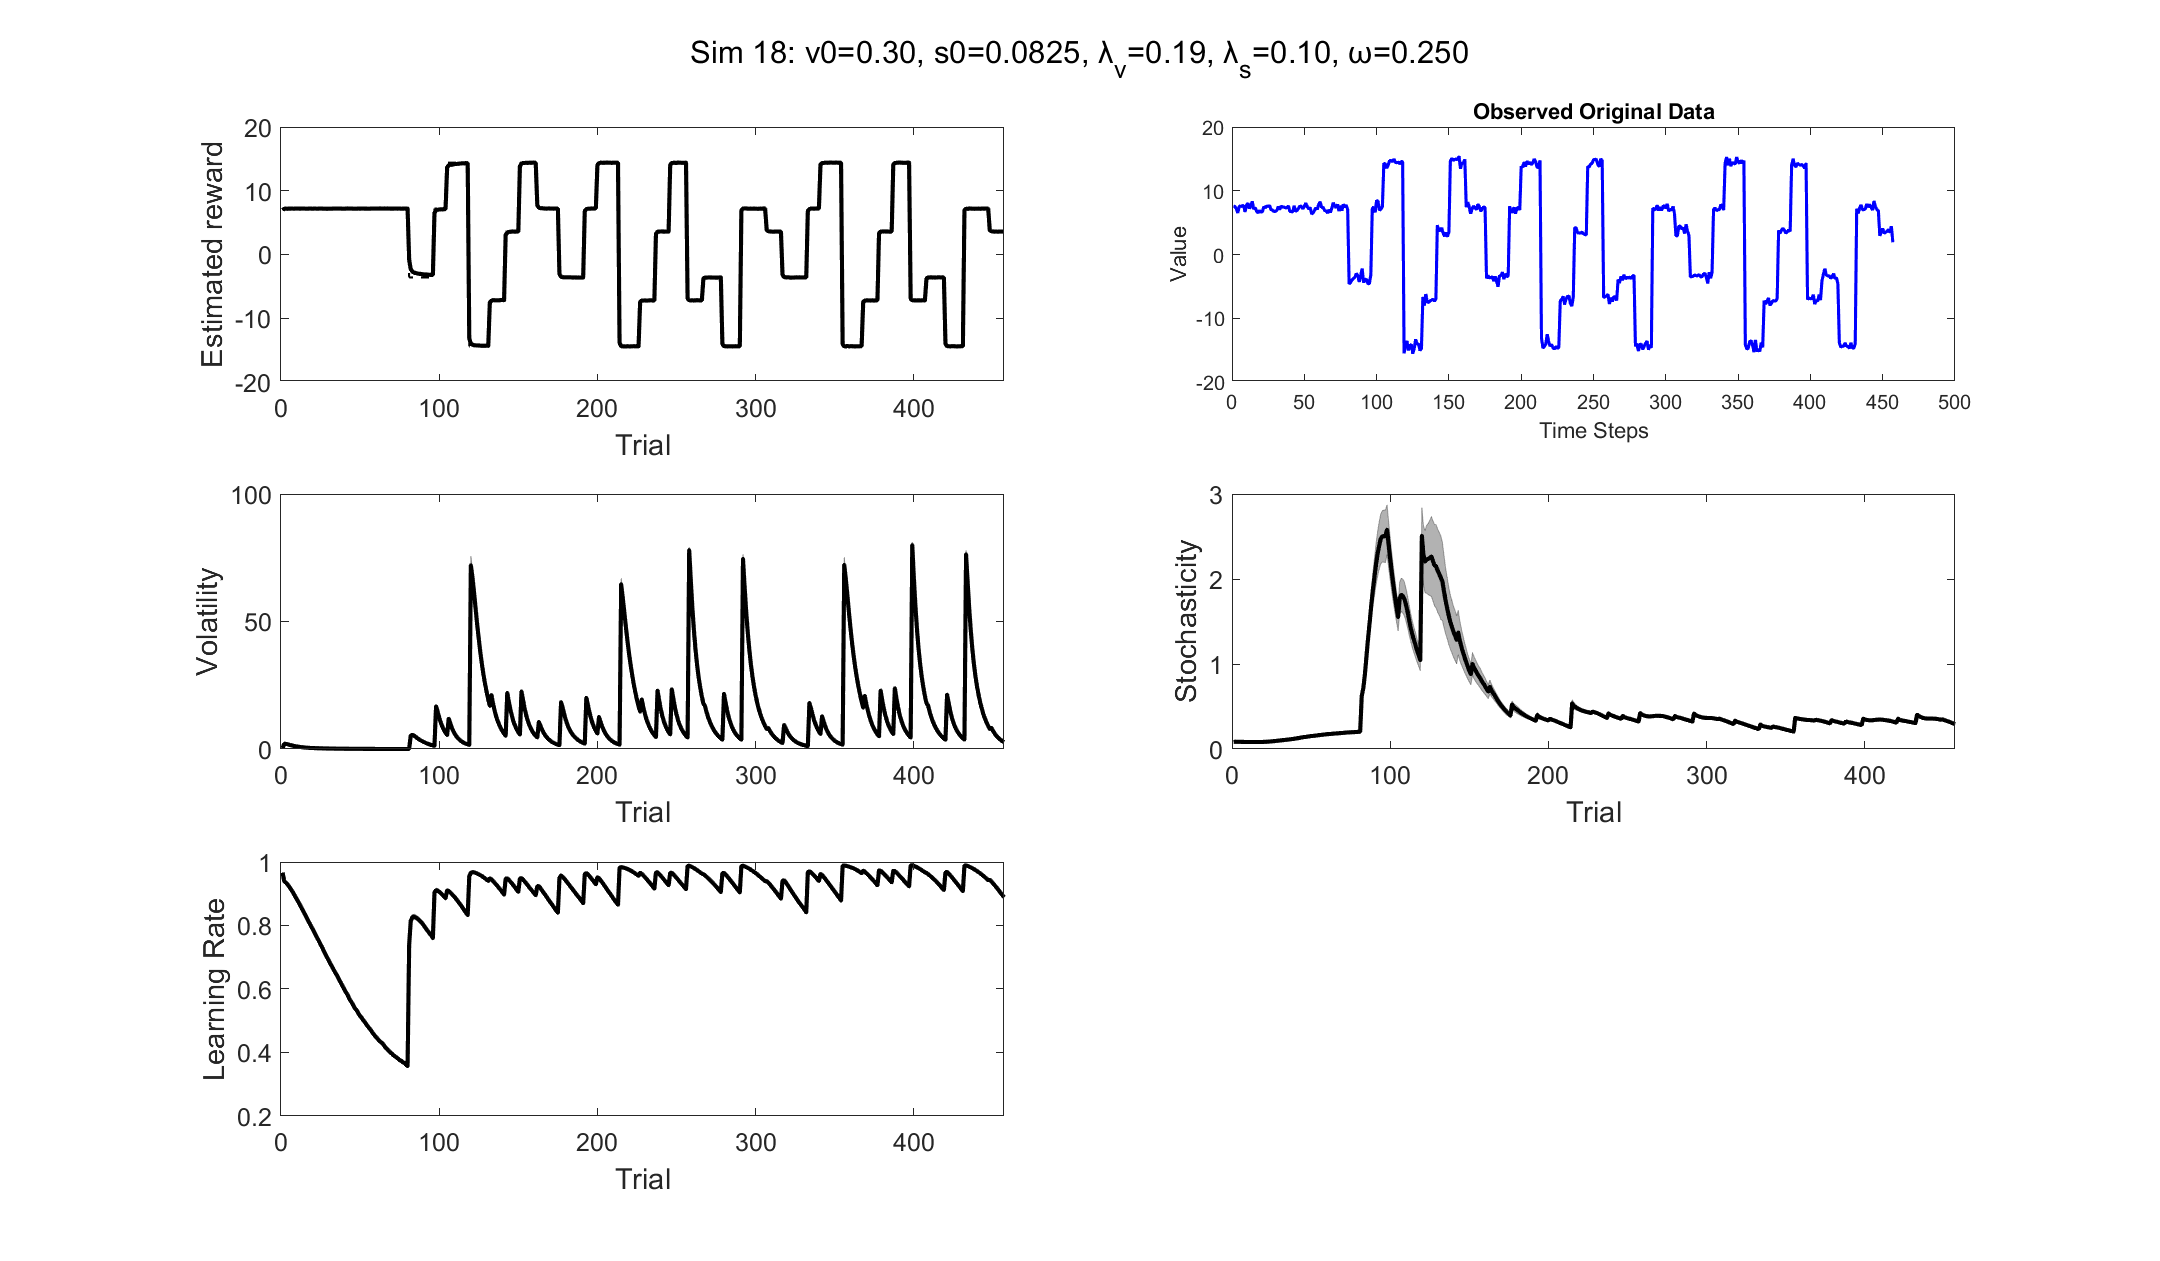 Sim 18: v0=0.30, s0=0.0825, λ_v=0.19, λ_s=0.10, ω=0.250
20
10
0
-10
-20
Estimated reward
0 100 200 300 400
Trial
Observed Original Data
20
10
0
-10
-20
Value
0 50 100 150 200 250 300 350 400 450 500
Time Steps
100
50
0
Volatility
0 100 200 300 400
Trial
3
2
1
0
Stochasticity
0 100 200 300 400
Trial
1
0.8
0.6
0.4
0.2
Learning Rate
0 100 200 300 400
Trial